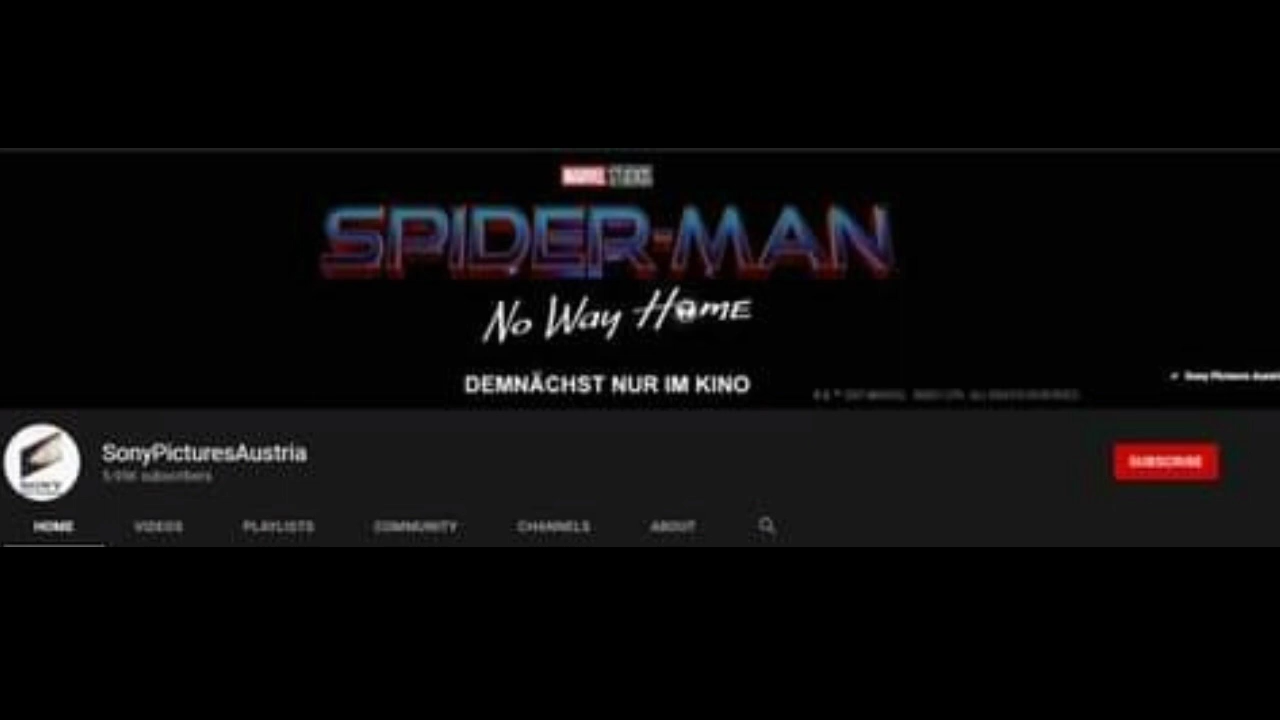 MARVEL STUDIOS
SPIDER-MAN
No Way Home
DEMNÄCHST NUR IM KINO
SonyPicturesAustria
subscribers
SUBSCRIBE
HOME VIDEOS PLAYLISTS COMMUNITY CHANNELS ABOUT